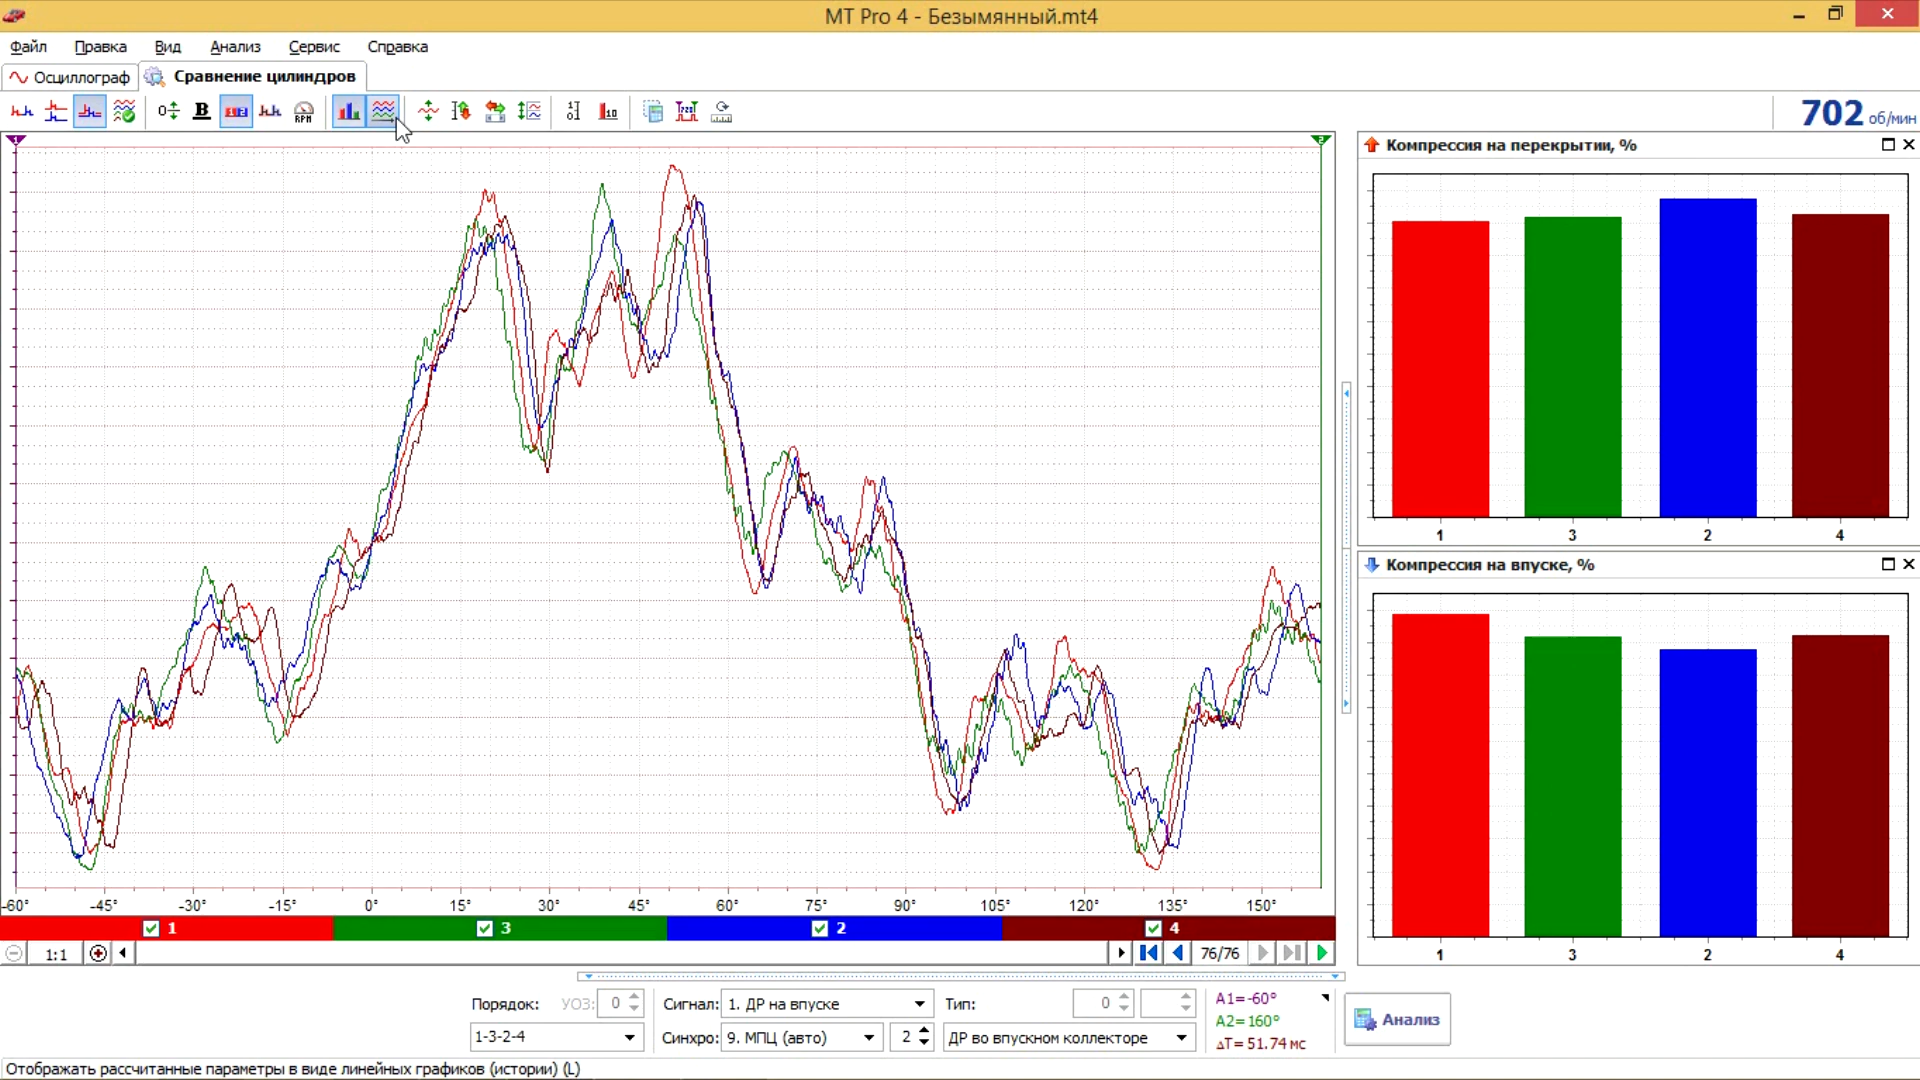 MT Pro 4 - Безымянный.mt4
Файл Правка Вид Анализ Сервис Справка
Осциллограф Сравнение цилиндров
702 об/мин
1 2
Компрессия на перекрытии, %
1 3 2 4
Компрессия на впуске, %
1 3 2 4
-60° -45° -30° -15° 0° 15° 30° 45° 60° 75° 90° 105° 120° 135° 150°
1 3 2 4
1:1 76/76
Порядок: УОЗ: 0 Сигнал: 1. ДР на впуске Тип: 0
1-3-2-4 Синхро: 9. МПЦ (авто) 2 ДР во впускном коллекторе
A1=-60°
A2=160°
ΔT= 51.74 мс
Анализ
Отображать рассчитанные параметры в виде линейных графиков (истории) (L)